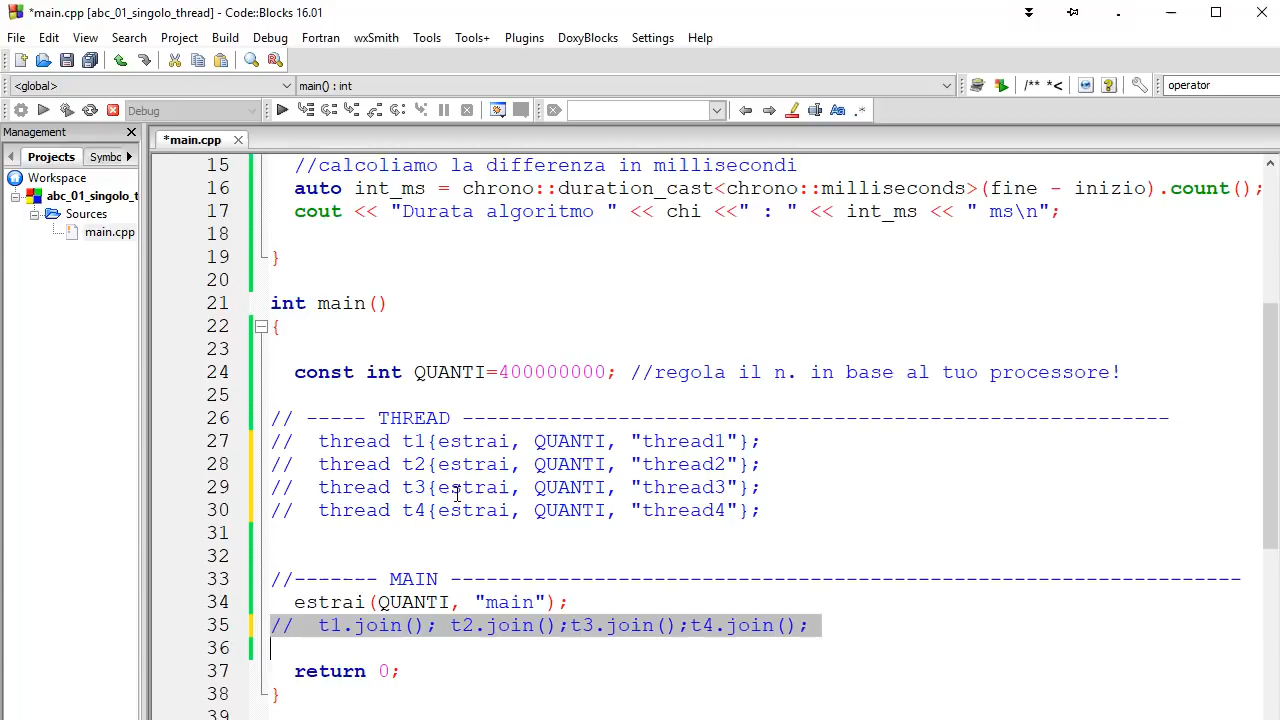 *main.cpp [abc_01_singolo_thread] - Code::Blocks 16.01
File Edit View Search Project Build Debug Fortran wxSmith Tools Tools+ Plugins DoxyBlocks Settings Help
<global> main() : int /** *< operator
Debug
Management
*main.cpp
Projects Symbo
Workspace
abc_01_singolo_t
Sources
main.cpp
15 //calcoliamo la differenza in millisecondi
16 auto int_ms = chrono::duration_cast<chrono::milliseconds>(fine - inizio).count();
17 cout << "Durata algoritmo " << chi <<" : " << int_ms << " ms\n";
18
19 }
20
21 int main()
22 {
23
24 const int QUANTI=400000000; //regola il n. in base al tuo processore!
25
26 // ----- THREAD -----------------------------------------------------------
27 // thread t1{estrai, QUANTI, "thread1"};
28 // thread t2{estrai, QUANTI, "thread2"};
29 // thread t3{estrai, QUANTI, "thread3"};
30 // thread t4{estrai, QUANTI, "thread4"};
31
32
33 //------- MAIN ------------------------------------------------------------------
34 estrai(QUANTI, "main");
35 // t1.join(); t2.join();t3.join();t4.join();
36
37 return 0;
38 }
39